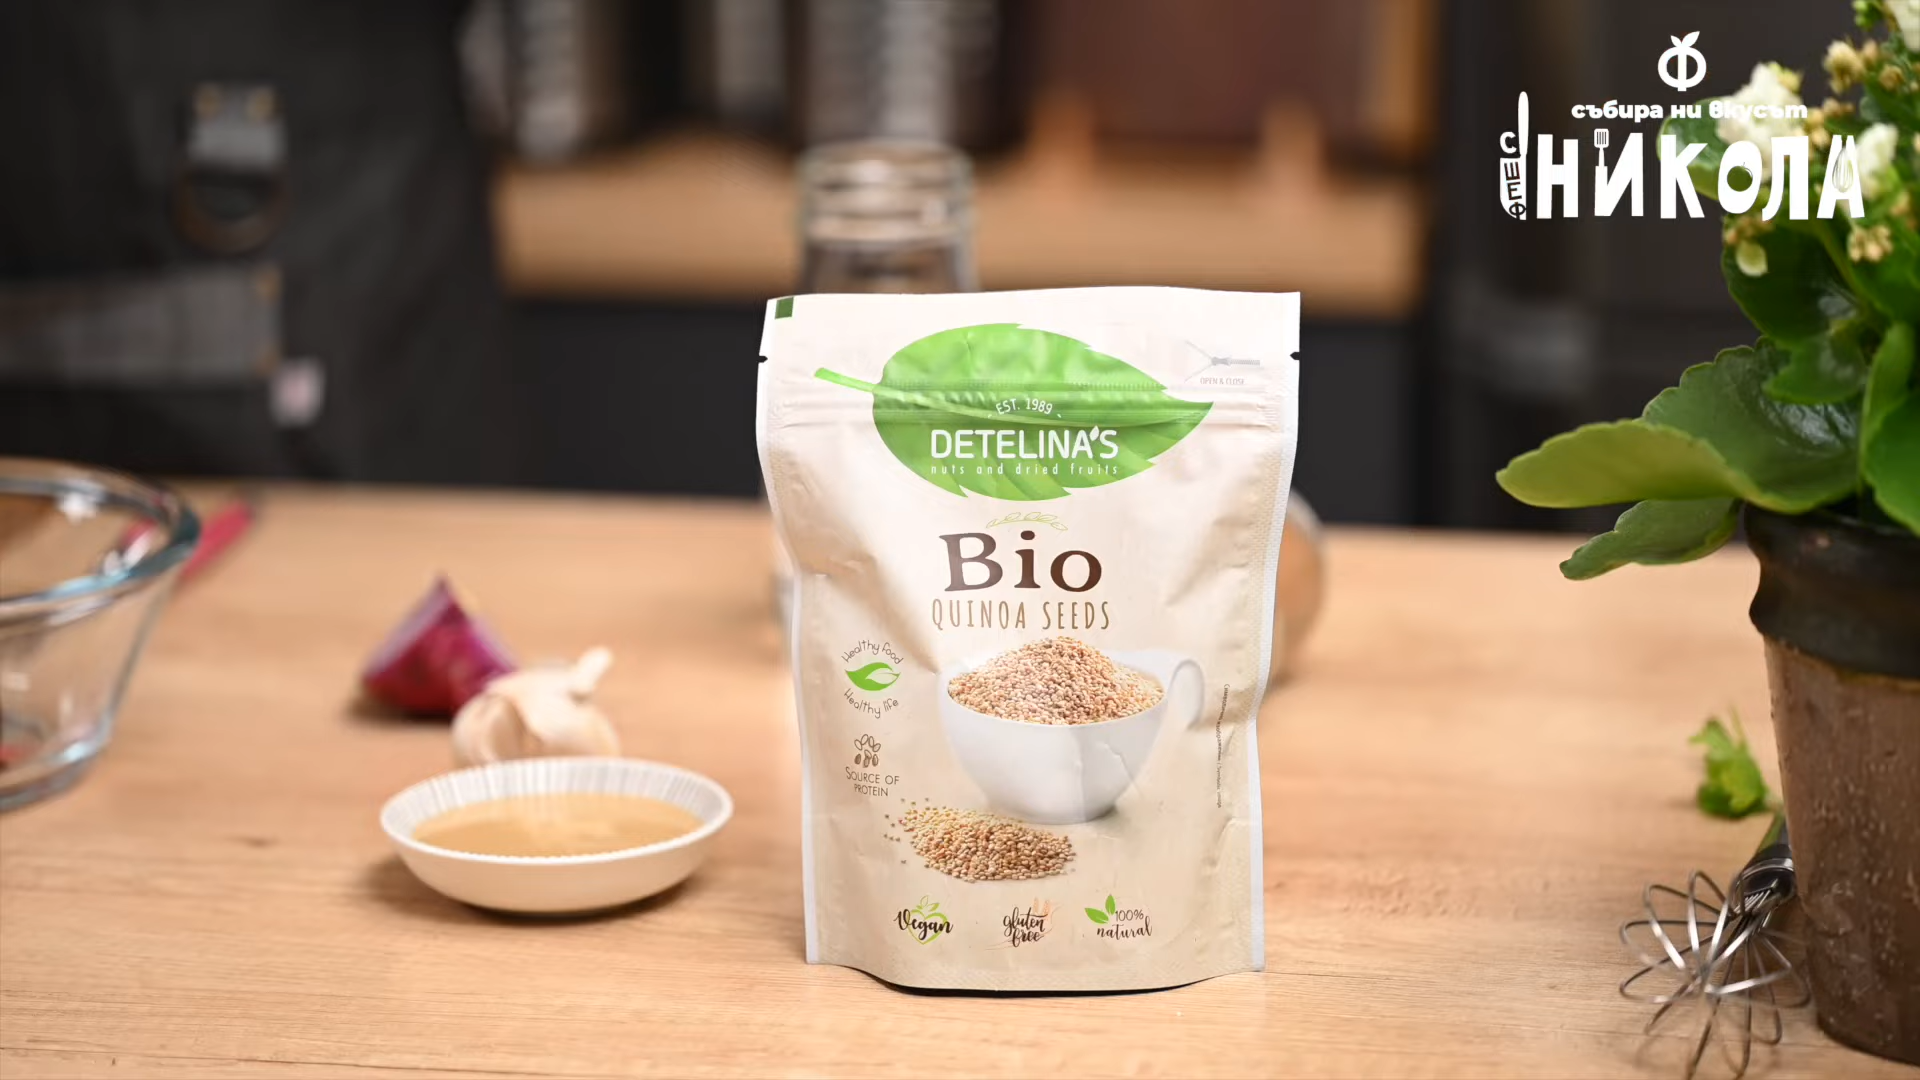 събира ни вкусът
с шеф
НИКОЛА
OPEN & CLOSE
EST. 1989
DETELINA'S
nuts and dried fruits
Bio
QUINOA SEEDS
Healthy food
Healthy life
SOURCE OF
PROTEIN
Vegan
gluten
free
100%
natural